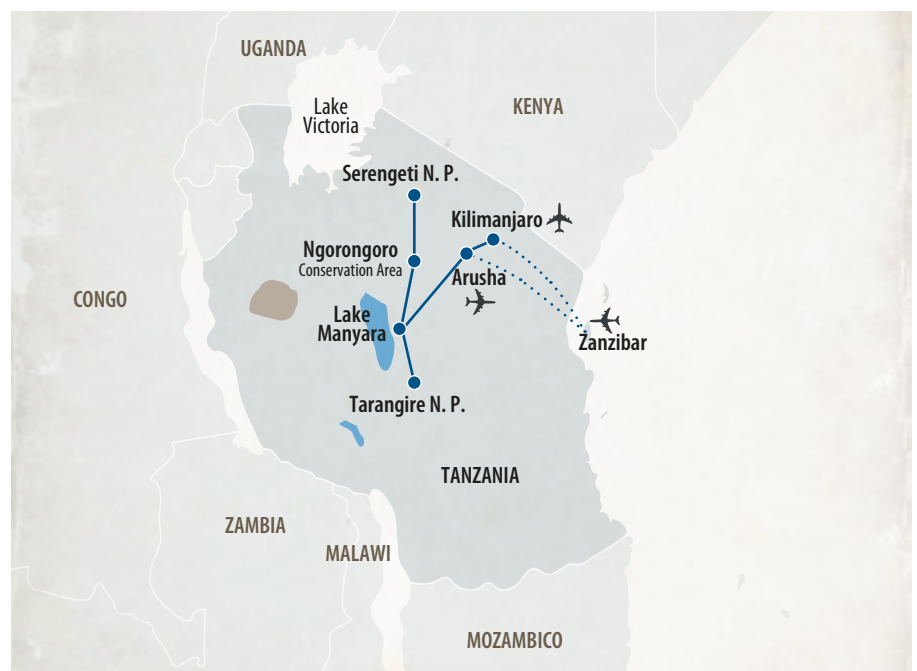 UGANDA
Lake
Victoria
KENYA
Serengeti N. P.
Kilimanjaro
Ngorongoro
Conservation Area
Arusha
CONGO
Lake
Manyara
Zanzibar
Tarangire N. P.
TANZANIA
ZAMBIA
MALAWI
MOZAMBICO